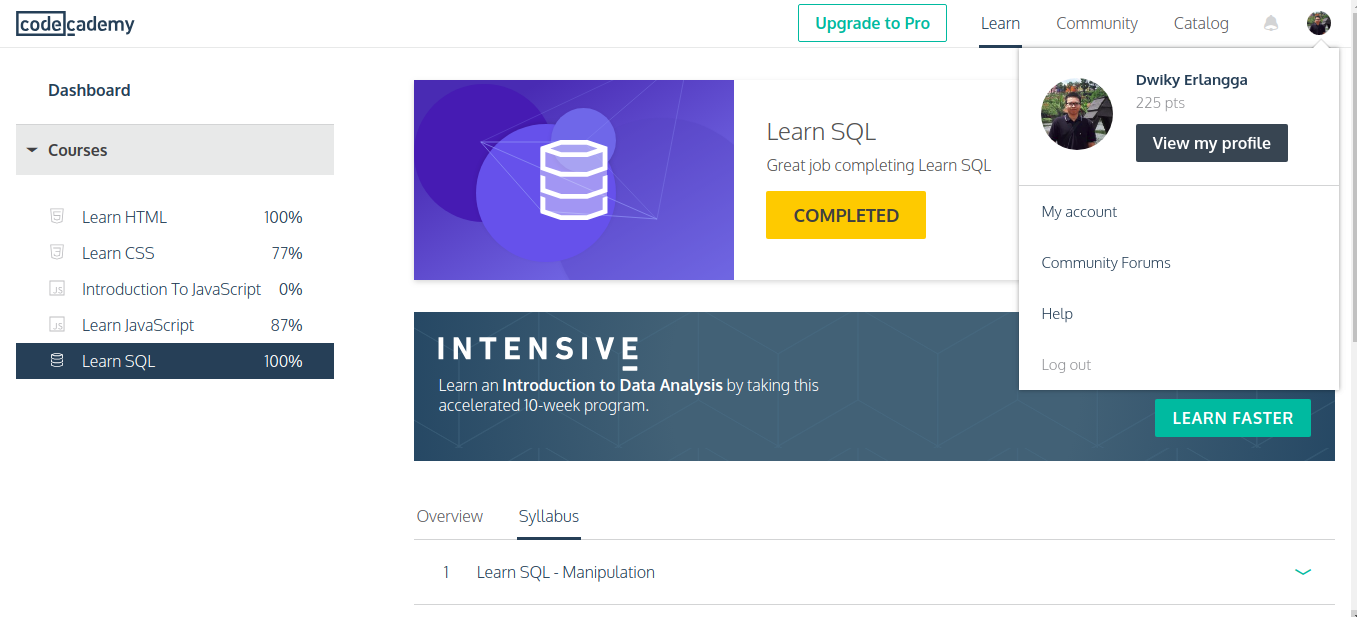 codecademy
Upgrade to Pro
Learn
Community
Catalog
Dashboard
Courses
Learn HTML 100%
Learn CSS 77%
Introduction To JavaScript 0%
Learn JavaScript 87%
Learn SQL 100%
Learn SQL
Great job completing Learn SQL
COMPLETED
Dwiky Erlangga
225 pts
View my profile
My account
Community Forums
Help
Log out
INTENSIVE
Learn an Introduction to Data Analysis by taking this
accelerated 10-week program.
LEARN FASTER
Overview
Syllabus
1 Learn SQL - Manipulation